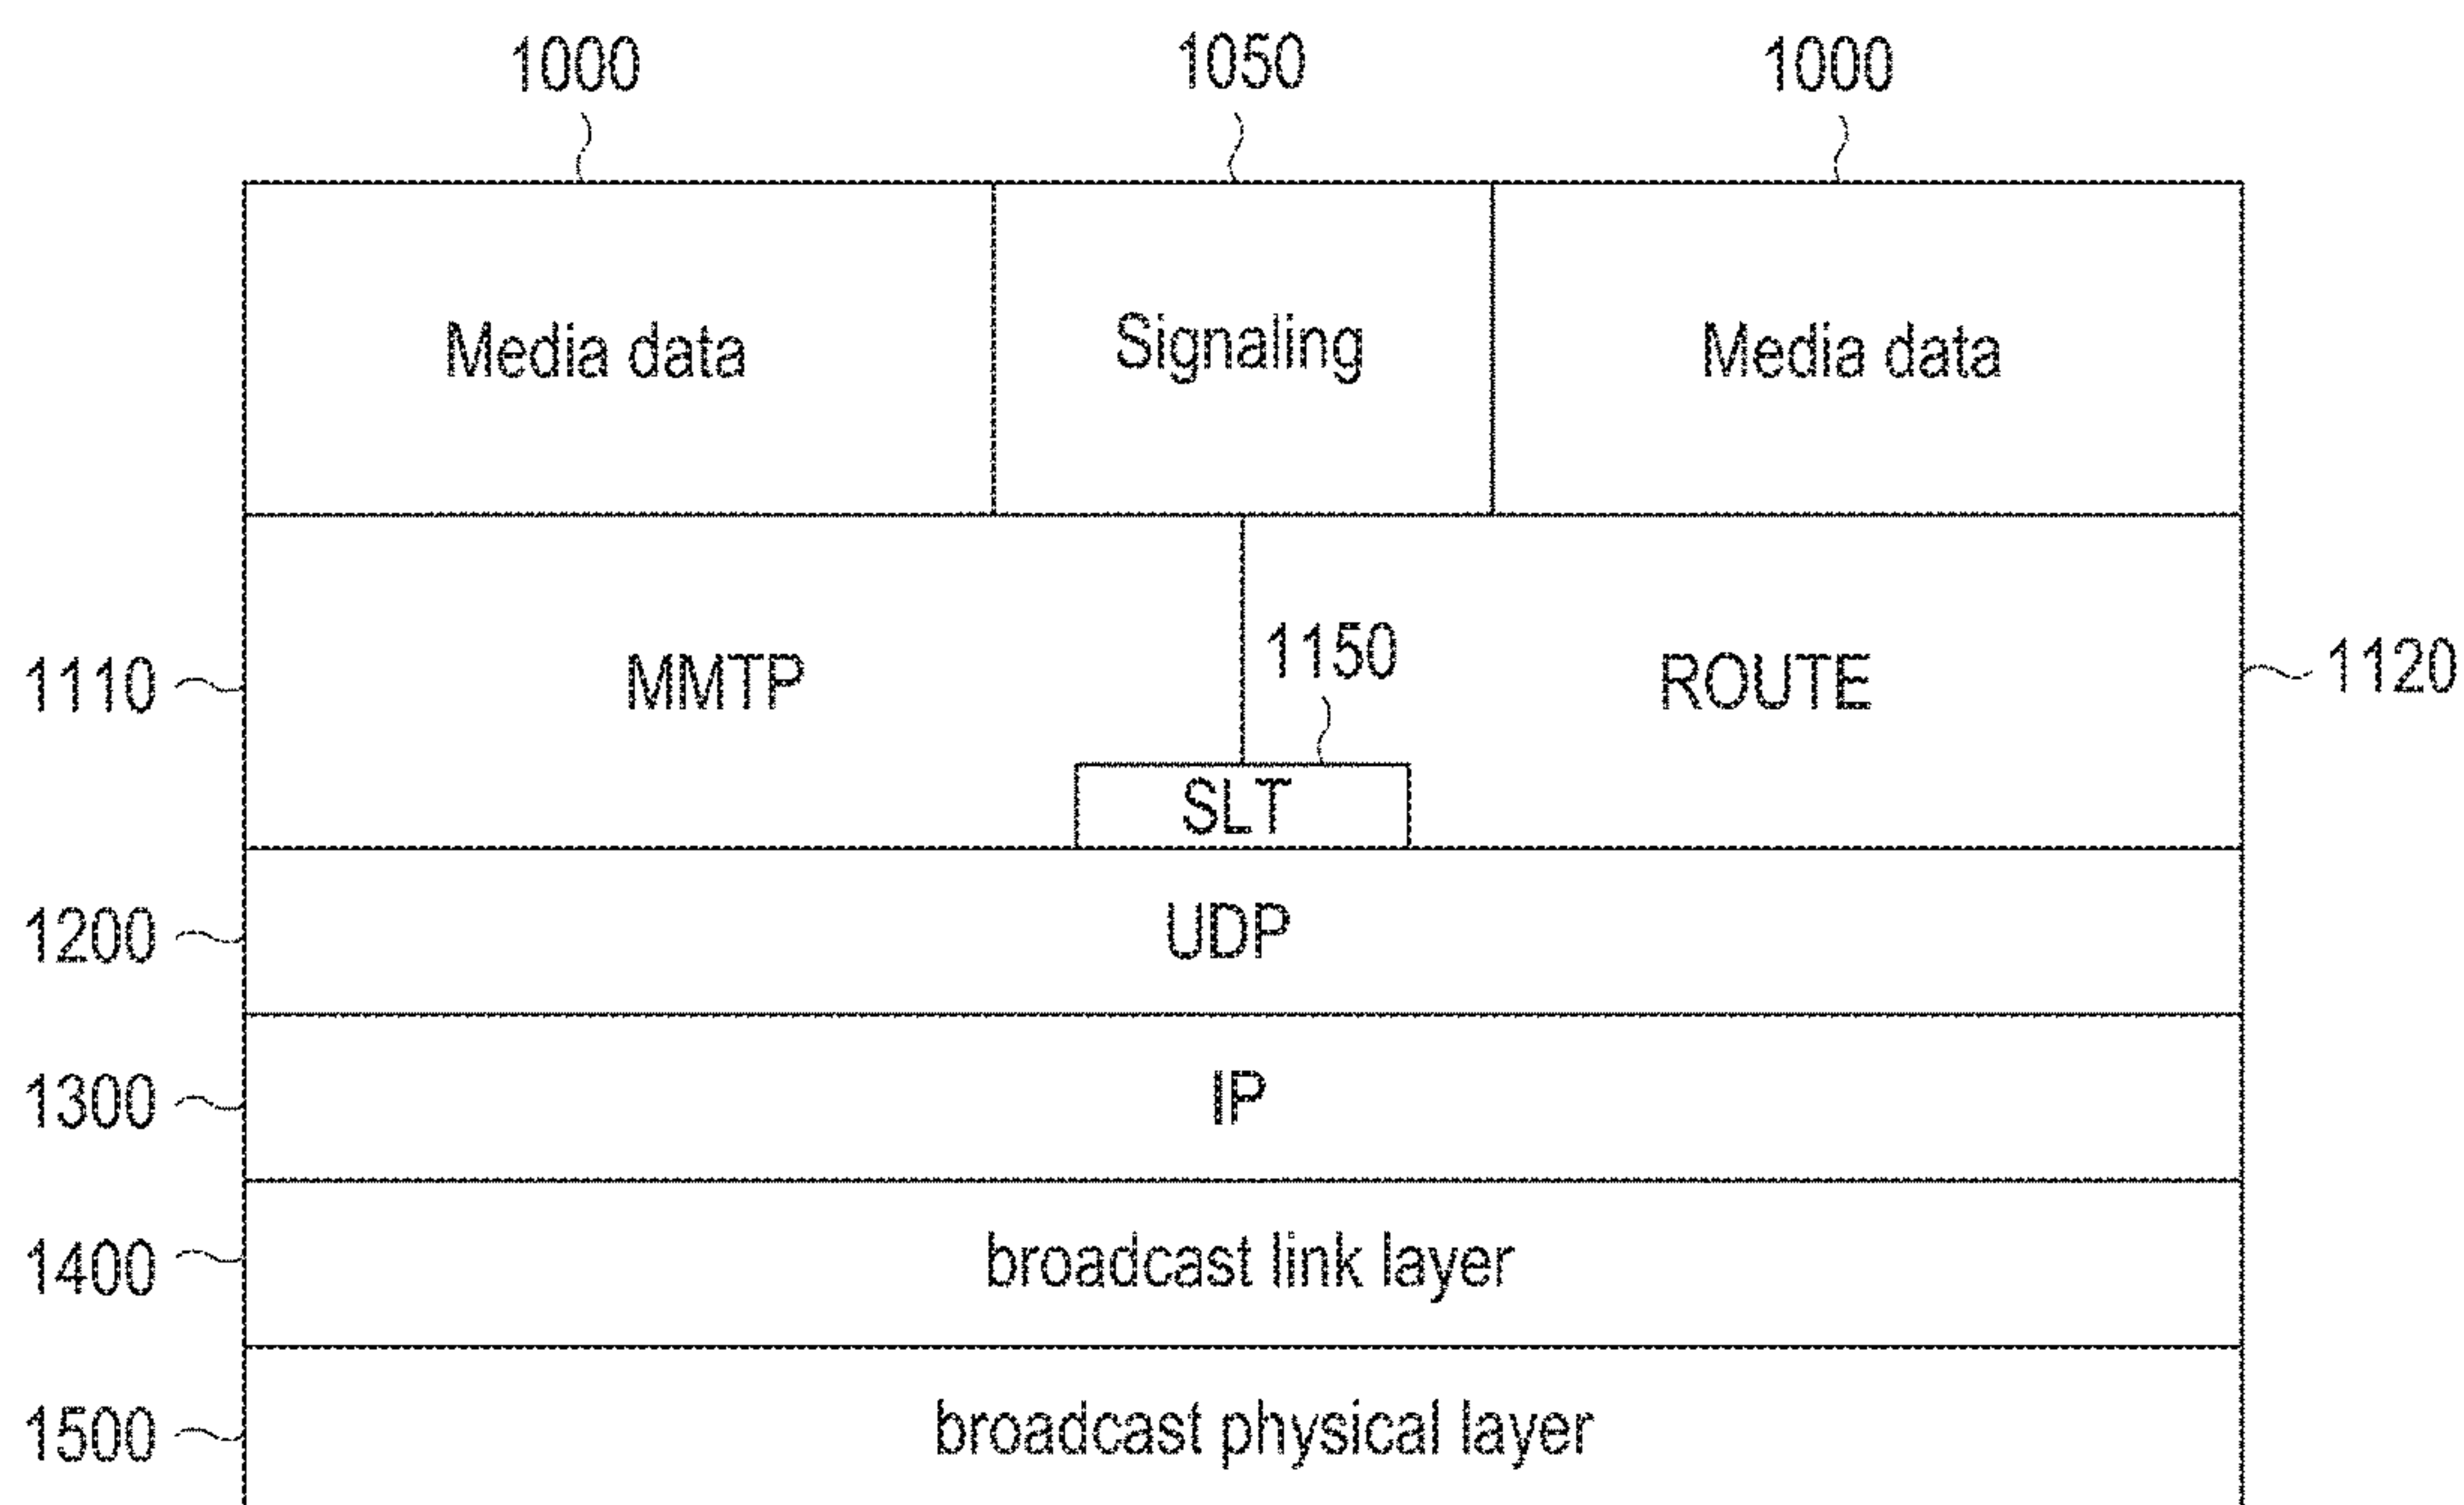 1000 1050 1000
Media data Signaling Media data
1110 MMTP 1150 ROUTE 1120
SLT
1200 UDP
1300 IP
1400 broadcast link layer
1500 broadcast physical layer